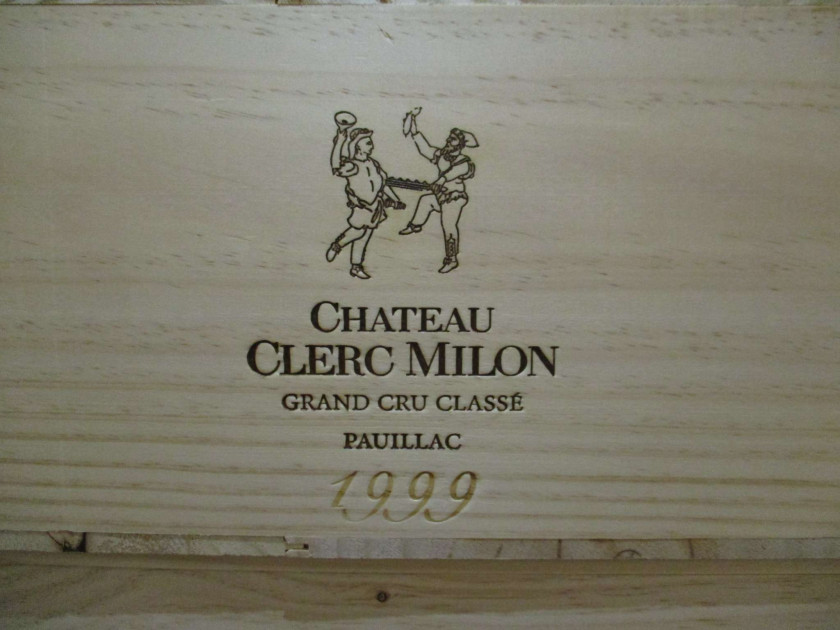 CHATEAU
CLERC MILON
GRAND CRU CLASSÉ
PAUILLAC
1999